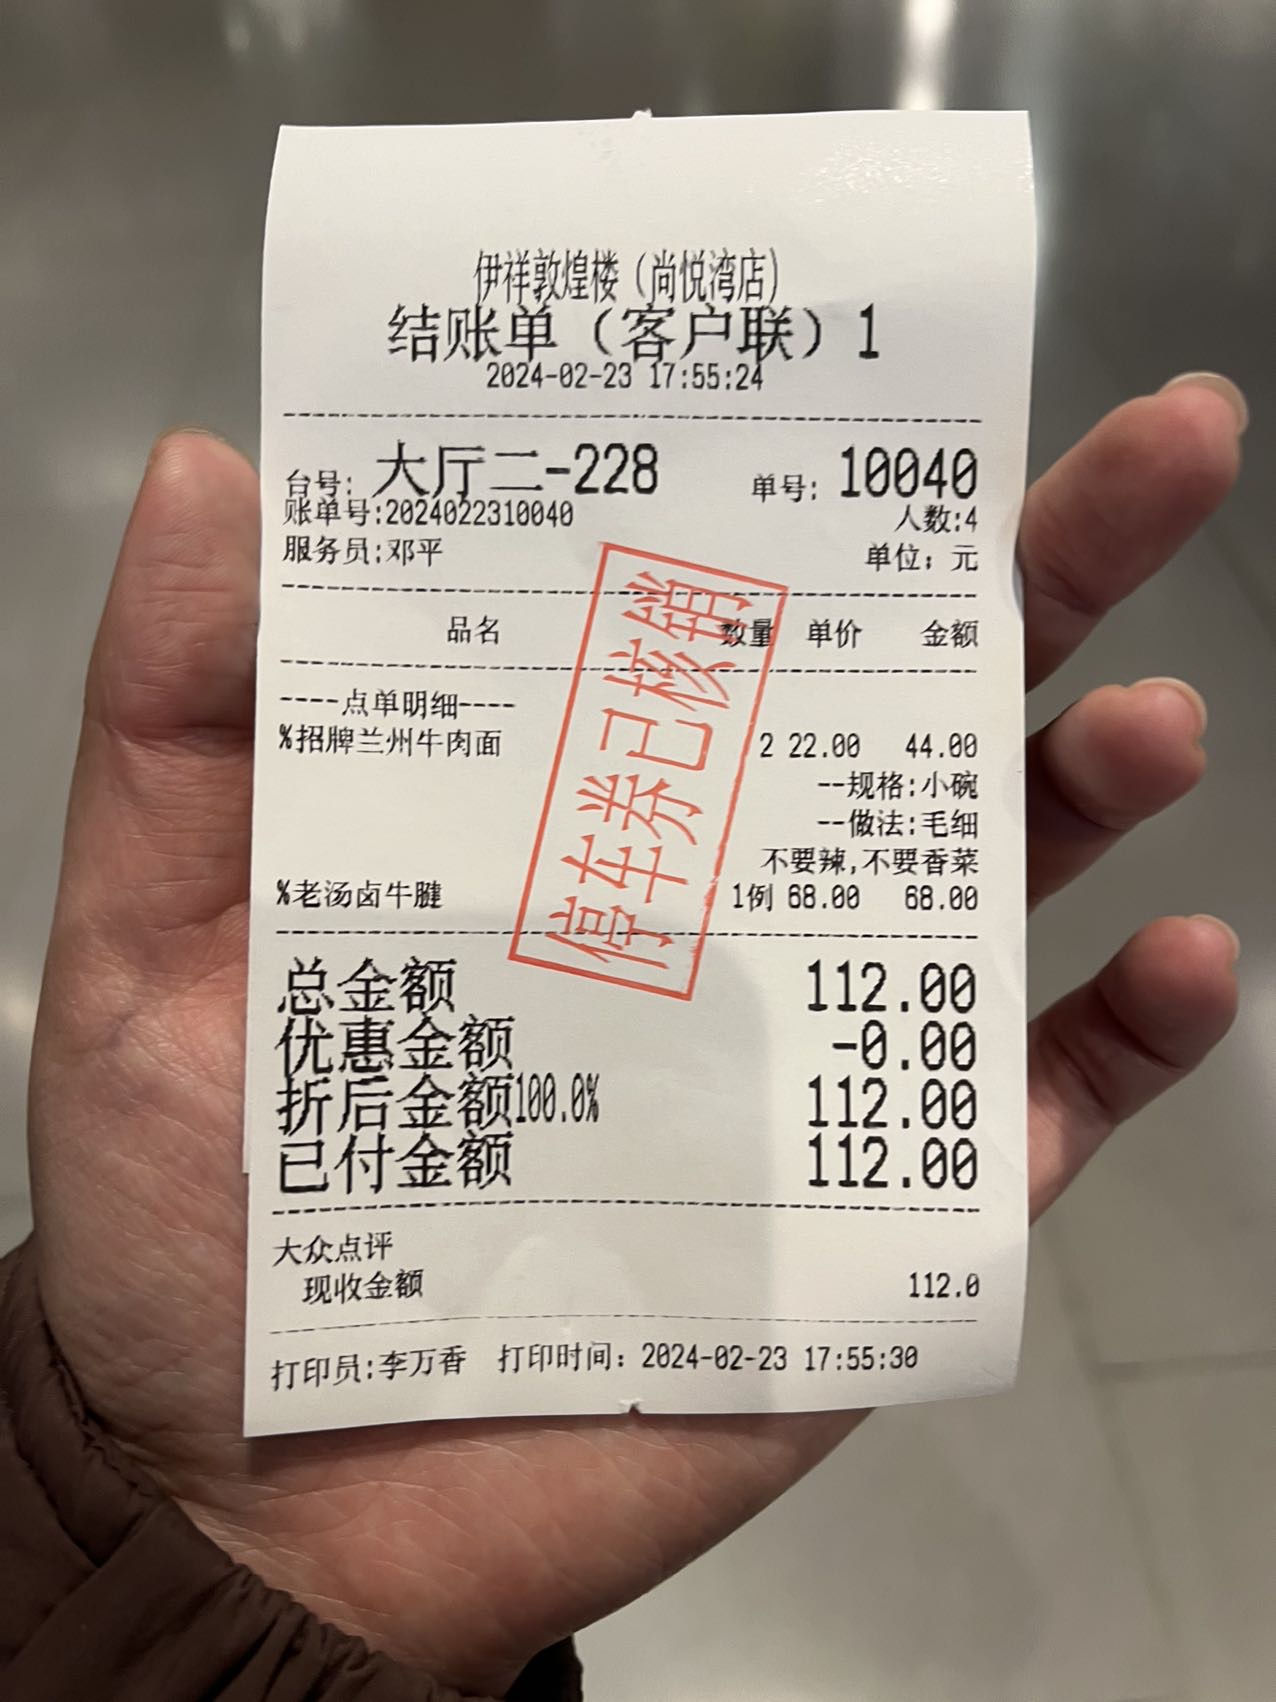 伊祥敦煌楼（尚悦湾店）
结账单（客户联）1
2024-02-23 17:55:24
台号: 大厅二-228 单号: 10040
账单号:2024022310040 人数:4
服务员:邓平 单位: 元
品名 数量 单价 金额
----点单明细----
%招牌兰州牛肉面 2 22.00 44.00
--规格:小碗
--做法:毛细
不要辣,不要香菜
%老汤卤牛腱 1例 68.00 68.00
停车券已核销
总金额 112.00
优惠金额 -0.00
折后金额100.0% 112.00
已付金额 112.00
大众点评
现收金额 112.0
打印员:李万香 打印时间: 2024-02-23 17:55:30